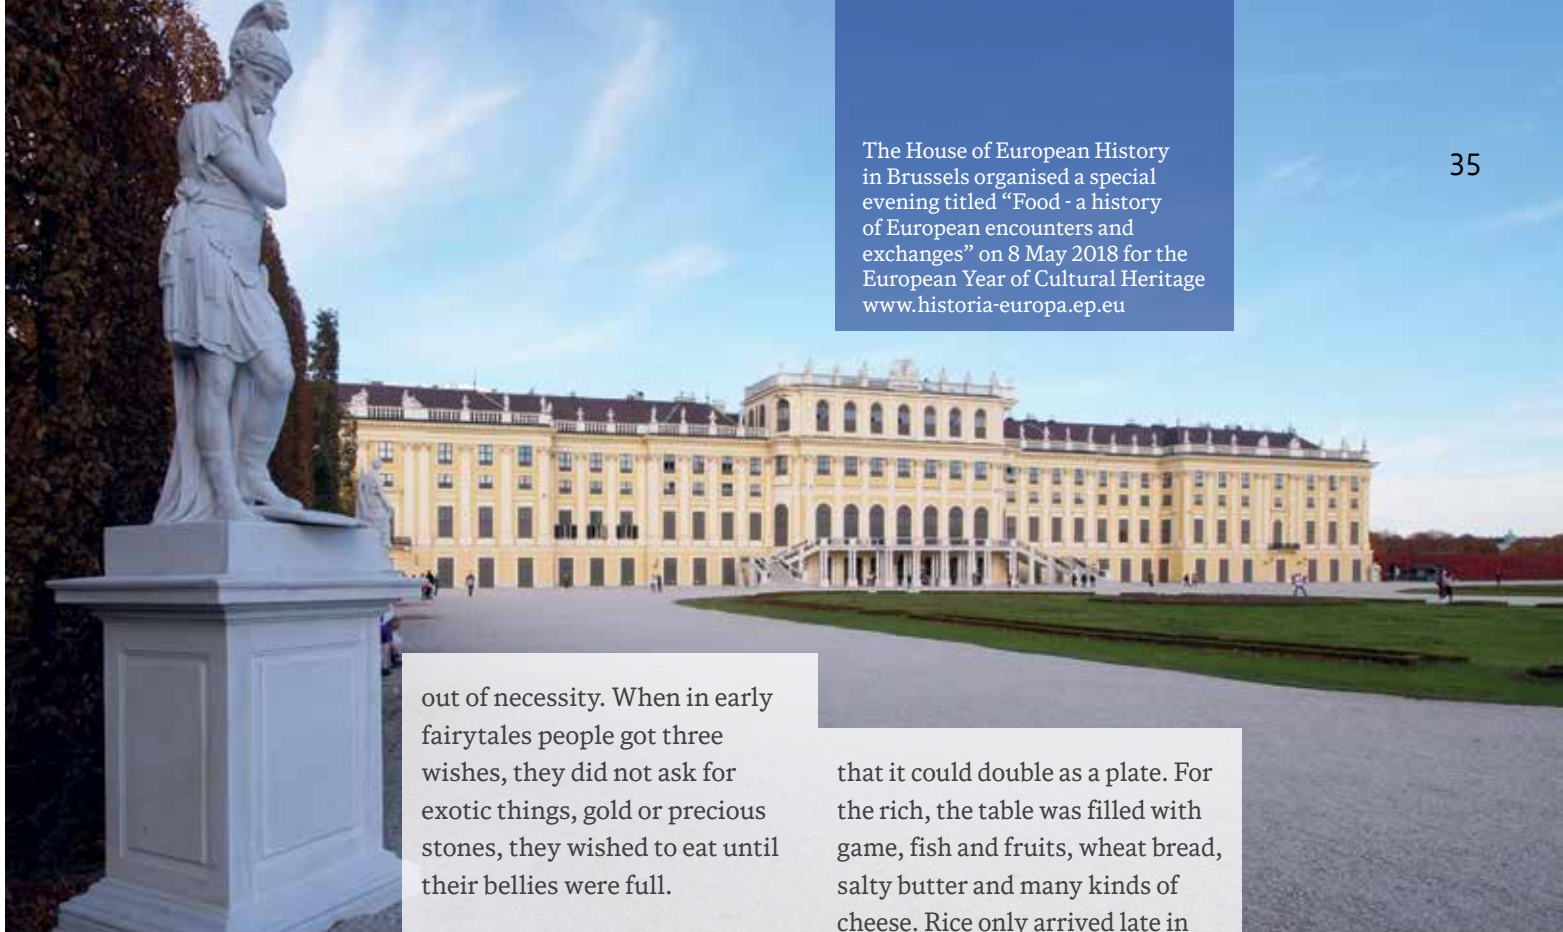 The House of European History
in Brussels organised a special
evening titled “Food - a history
of European encounters and
exchanges” on 8 May 2018 for the
European Year of Cultural Heritage
www.historia-europa.ep.eu
35
out of necessity. When in early
fairytales people got three
wishes, they did not ask for
exotic things, gold or precious
stones, they wished to eat until
their bellies were full.
that it could double as a plate. For
the rich, the table was filled with
game, fish and fruits, wheat bread,
salty butter and many kinds of
cheese. Rice only arrived late in